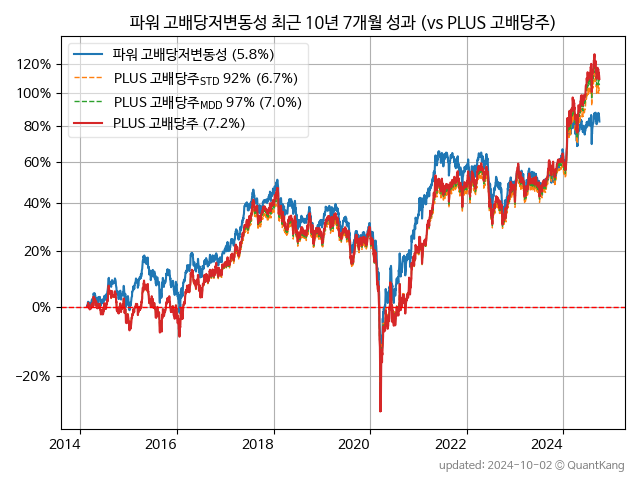 파워 고배당저변동성 최근 10년 7개월 성과 (vs PLUS 고배당주)
파워 고배당저변동성 (5.8%)
PLUS 고배당주STD 92% (6.7%)
PLUS 고배당주MDD 97% (7.0%)
PLUS 고배당주 (7.2%)
120%
100%
80%
60%
40%
20%
0%
−20%
2014 2016 2018 2020 2022 2024
updated: 2024-10-02 © QuantKang